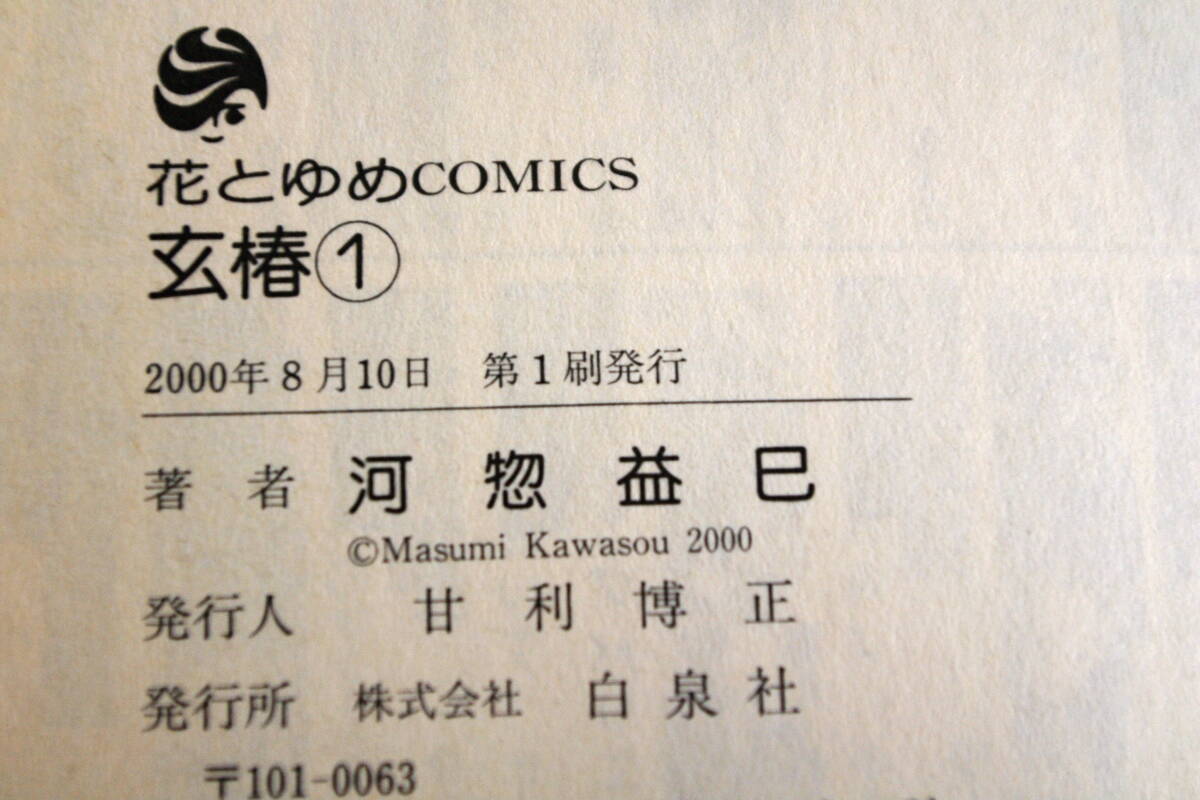 花とゆめCOMICS
玄椿①
2000年8月10日 第1刷発行
著者 河惣益巳
©Masumi Kawasou 2000
発行人 甘利博正
発行所 株式会社 白泉社
〒101-0063